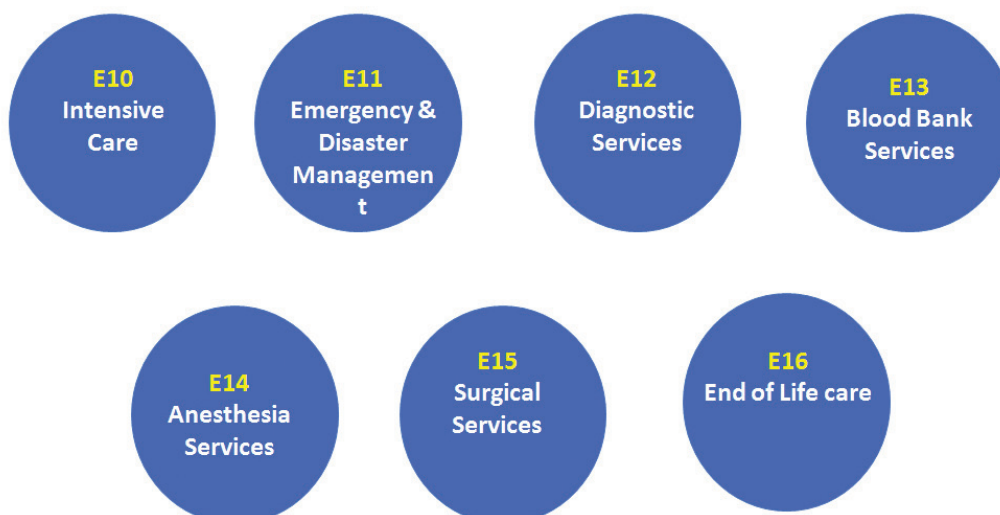 E10
Intensive
Care
E11
Emergency &
Disaster
Managemen
t
E12
Diagnostic
Services
E13
Blood Bank
Services
E14
Anesthesia
Services
E15
Surgical
Services
E16
End of Life care